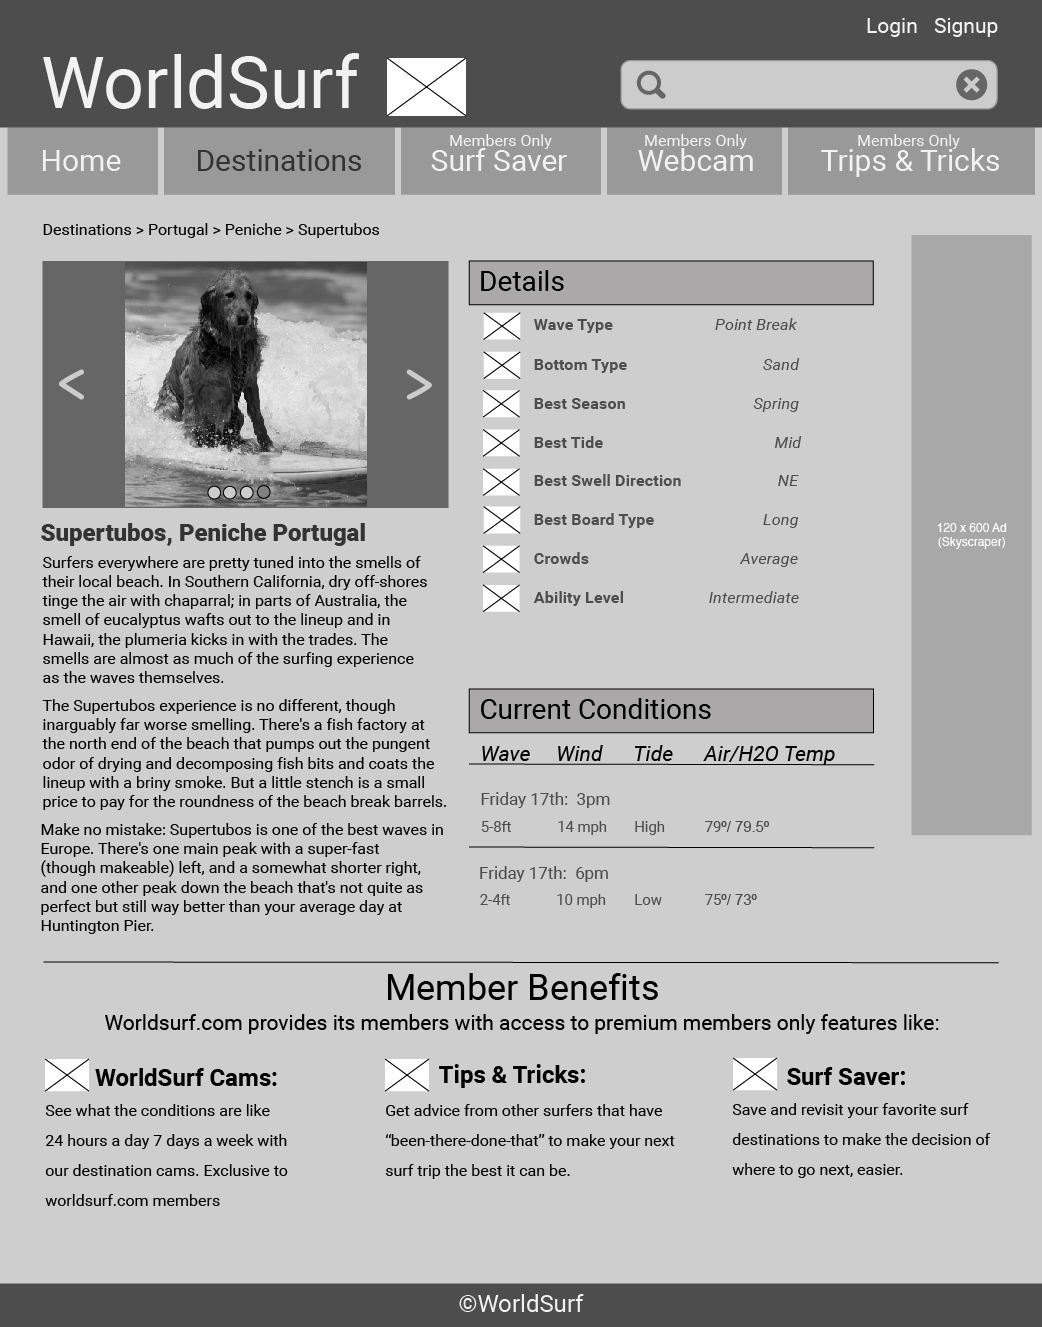 Login Signup
WorldSurf
Home
Destinations
Members Only
Surf Saver
Members Only
Webcam
Members Only
Trips & Tricks
Destinations > Portugal > Peniche > Supertubos
< >
Supertubos, Peniche Portugal
Surfers everywhere are pretty tuned into the smells of
their local beach. In Southern California, dry off-shores
tinge the air with chaparral; in parts of Australia, the
smell of eucalyptus wafts out to the lineup and in
Hawaii, the plumeria kicks in with the trades. The
smells are almost as much of the surfing experience
as the waves themselves.
The Supertubos experience is no different, though
inarguably far worse smelling. There's a fish factory at
the north end of the beach that pumps out the pungent
odor of drying and decomposing fish bits and coats the
lineup with a briny smoke. But a little stench is a small
price to pay for the roundness of the beach break barrels.
Make no mistake: Supertubos is one of the best waves in
Europe. There's one main peak with a super-fast
(though makeable) left, and a somewhat shorter right,
and one other peak down the beach that's not quite as
perfect but still way better than your average day at
Huntington Pier.
Details
Wave Type Point Break
Bottom Type Sand
Best Season Spring
Best Tide Mid
Best Swell Direction NE
Best Board Type Long
Crowds Average
Ability Level Intermediate
Current Conditions
Wave Wind Tide Air/H2O Temp
Friday 17th: 3pm
5-8ft 14 mph High 79º/ 79.5º
Friday 17th: 6pm
2-4ft 10 mph Low 75º/ 73º
120 x 600 Ad
(Skyscraper)
Member Benefits
Worldsurf.com provides its members with access to premium members only features like:
WorldSurf Cams:
See what the conditions are like
24 hours a day 7 days a week with
our destination cams. Exclusive to
worldsurf.com members
Tips & Tricks:
Get advice from other surfers that have
“been-there-done-that” to make your next
surf trip the best it can be.
Surf Saver:
Save and revisit your favorite surf
destinations to make the decision of
where to go next, easier.
©WorldSurf